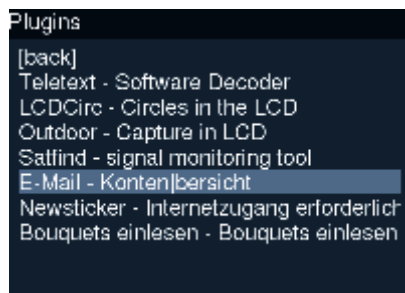 Plugins
[back]
Teletext - Software Decoder
LCDCirc - Circles in the LCD
Outdoor - Capture in LCD
Satfind - signal monitoring tool
E-Mail - Konten|bersicht
Newsticker - Internetzugang erforderlich
Bouquets einlesen - Bouquets einlesen